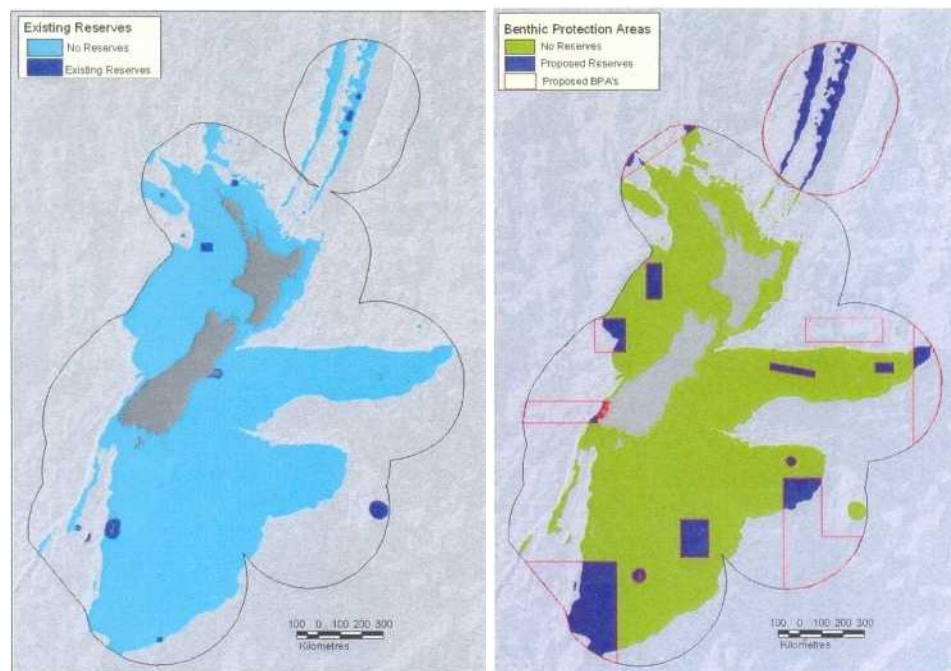 Existing Reserves
No Reserves
Existing Reserves
100 0 100 200 300
Kilometres
Benthic Protection Areas
No Reserves
Proposed Reserves
Proposed BPA's
100 0 100 200 300
Kilometres